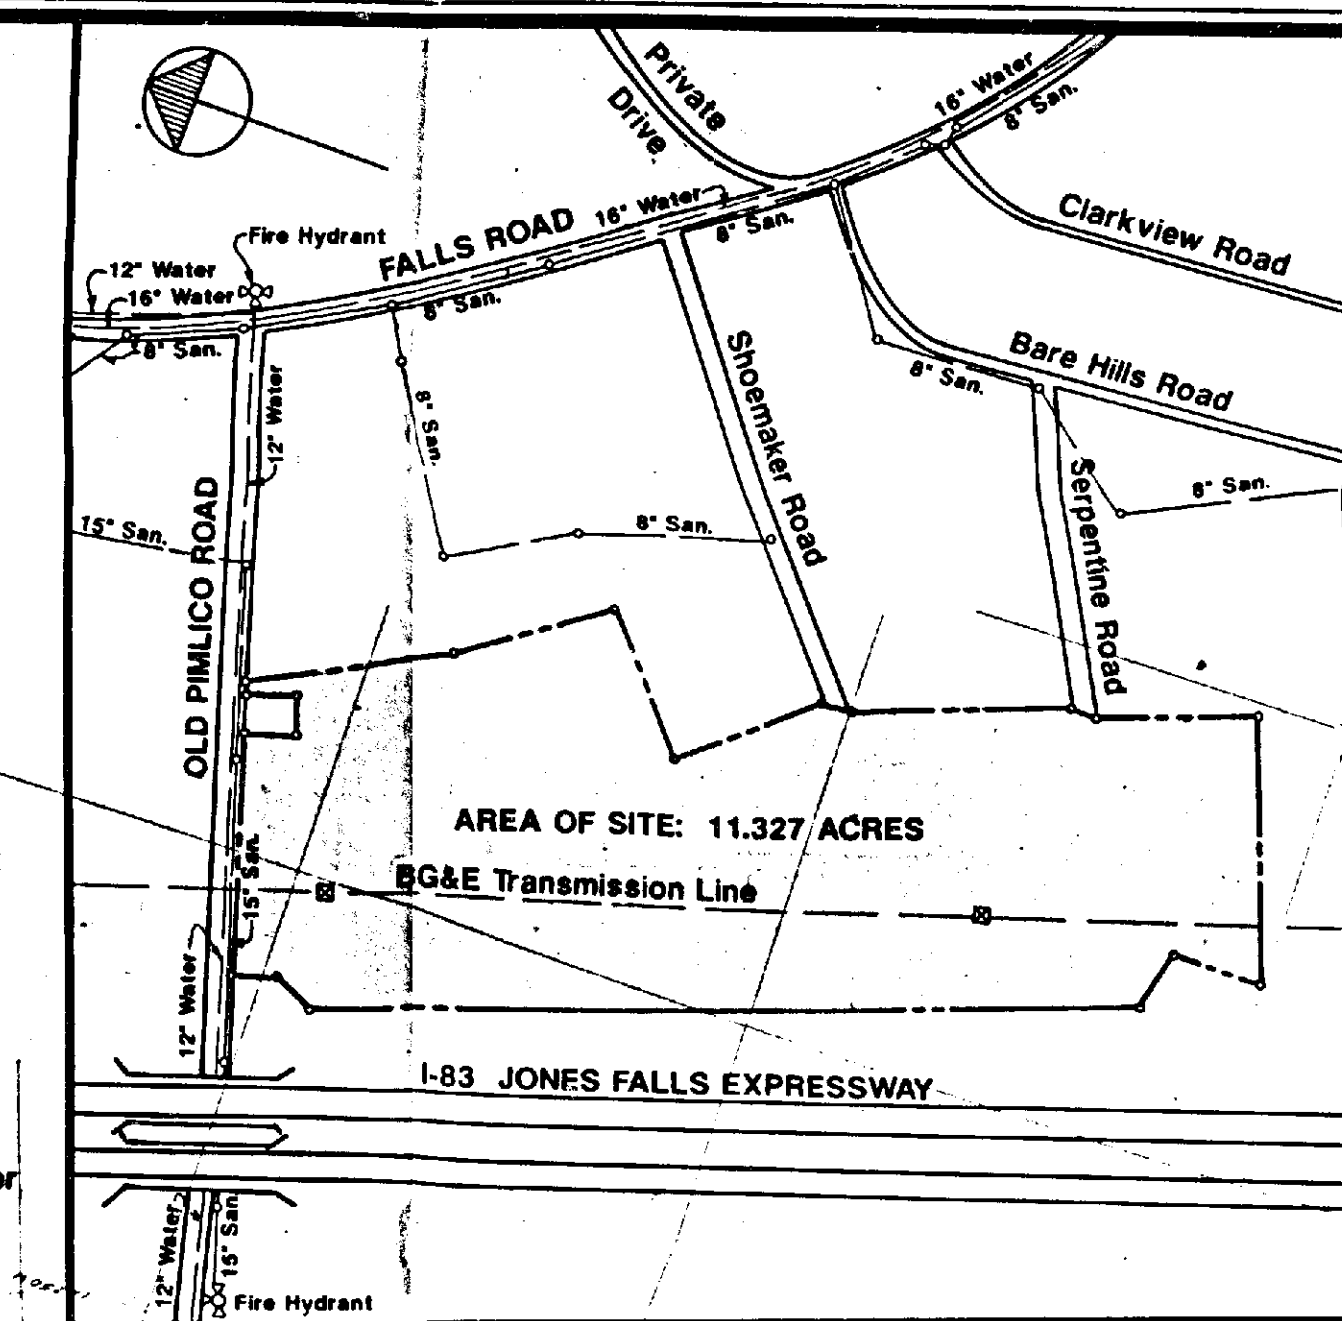 Private
Drive
16" Water
8" San.
Clarkview Road
16" Water
8" San.
FALLS ROAD
Fire Hydrant
12" Water
16" Water
8" San.
8" San.
Bare Hills Road
8" San.
Shoemaker Road
12" Water
8" San.
Serpentine Road
8" San.
15" San.
8" San.
OLD PIMLICO ROAD
AREA OF SITE: 11.327 ACRES
BG&E Transmission Line
15" San.
12" Water
I-83 JONES FALLS EXPRESSWAY
12" Water
15" San.
Fire Hydrant